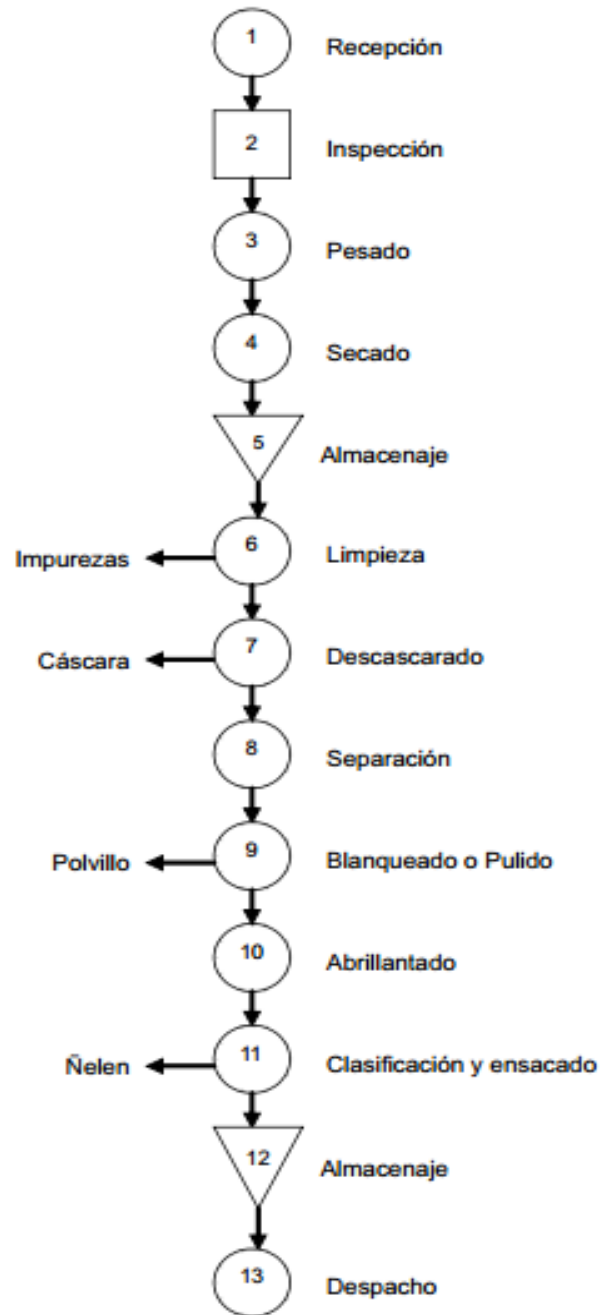 1 Recepción
2 Inspección
3 Pesado
4 Secado
5 Almacenaje
Impurezas 6 Limpieza
Cáscara 7 Descascarado
8 Separación
Polvillo 9 Blanqueado o Pulido
10 Abrillantado
Ñelen 11 Clasificación y ensacado
12 Almacenaje
13 Despacho